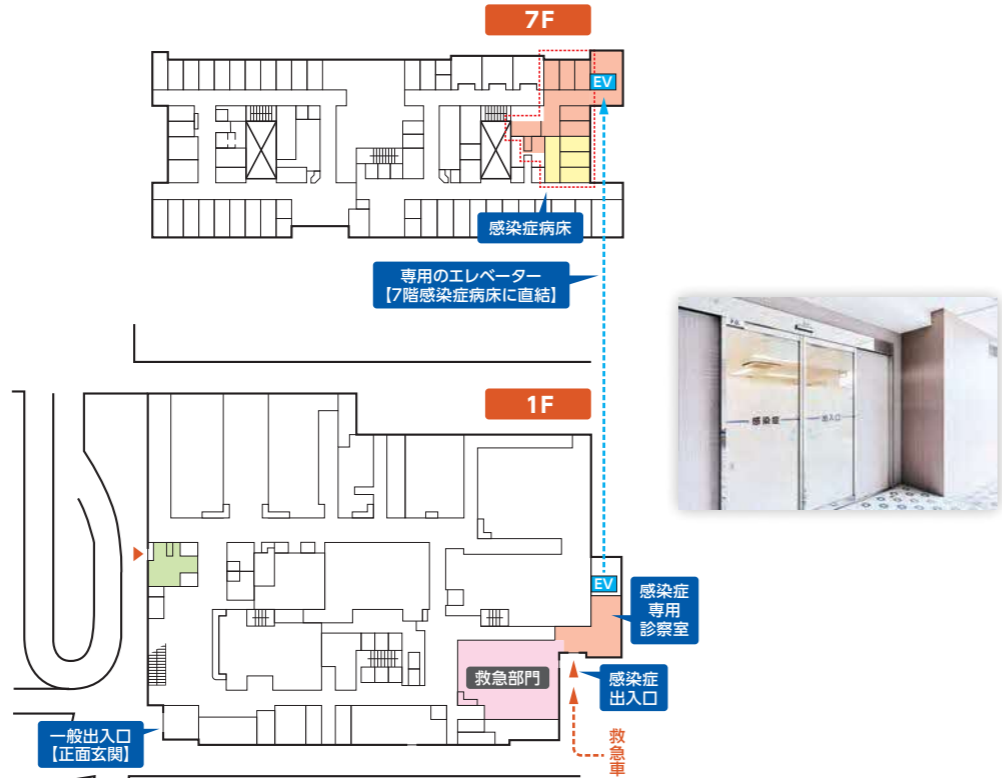 7F
EV
感染症病床
専用のエレベーター
【7階感染症病床に直結】
1F
感染症
出入口
EV
感染症
専用
診察室
救急部門
感染症
出入口
一般出入口
【正面玄関】
救急車